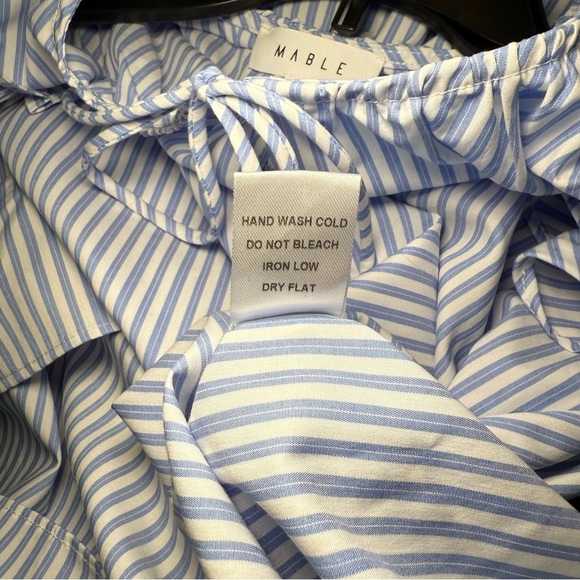 MABLE
HAND WASH COLD
DO NOT BLEACH
IRON LOW
DRY FLAT